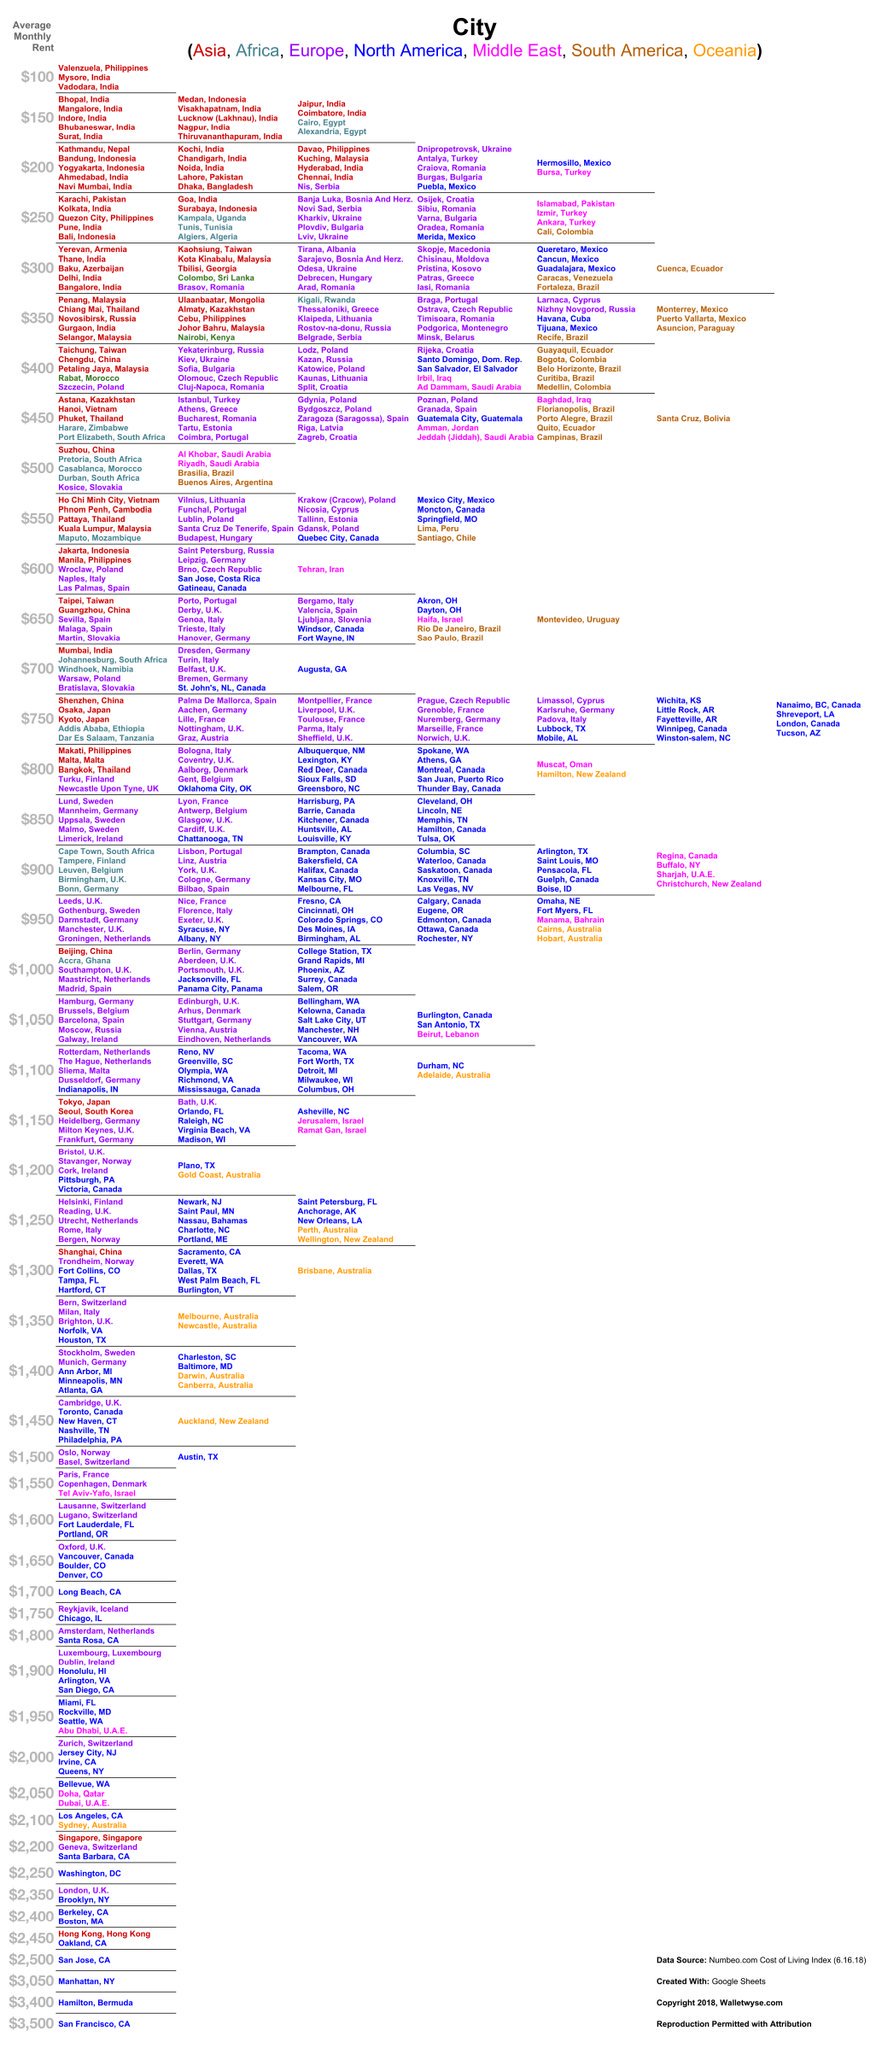 Average
Monthly
Rent
City
(Asia, Africa, Europe, North America, Middle East, South America, Oceania)
$100
Valenzuela, Philippines
Mysore, India
Vadodara, India
$150
Bhopal, India Medan, Indonesia Jaipur, India
Mangalore, India Visakhapatnam, India Coimbatore, India
Indore, India Lucknow (Lakhnau), India Cairo, Egypt
Bhubaneswar, India Nagpur, India Alexandria, Egypt
Surat, India Thiruvananthapuram, India
$200
Kathmandu, Nepal Kochi, India Davao, Philippines Dnipropetrovsk, Ukraine Hermosillo, Mexico
Bandung, Indonesia Chandigarh, India Kuching, Malaysia Antalya, Turkey Bursa, Turkey
Yogyakarta, Indonesia Noida, India Hyderabad, India Craiova, Romania
Ahmedabad, India Lahore, Pakistan Chennai, India Burgas, Bulgaria
Navi Mumbai, India Dhaka, Bangladesh Nis, Serbia Puebla, Mexico
$250
Karachi, Pakistan Goa, India Banja Luka, Bosnia And Herz. Osijek, Croatia Islamabad, Pakistan
Kolkata, India Surabaya, Indonesia Novi Sad, Serbia Sibiu, Romania Izmir, Turkey
Quezon City, Philippines Kampala, Uganda Kharkiv, Ukraine Varna, Bulgaria Ankara, Turkey
Pune, India Tunis, Tunisia Plovdiv, Bulgaria Oradea, Romania Cali, Colombia
Bali, Indonesia Algiers, Algeria Lviv, Ukraine Merida, Mexico
$300
Yerevan, Armenia Kaohsiung, Taiwan Tirana, Albania Skopje, Macedonia Queretaro, Mexico Cuenca, Ecuador
Thane, India Kota Kinabalu, Malaysia Sarajevo, Bosnia And Herz. Chisinau, Moldova Cancun, Mexico
Baku, Azerbaijan Tbilisi, Georgia Odesa, Ukraine Pristina, Kosovo Guadalajara, Mexico
Delhi, India Colombo, Sri Lanka Debrecen, Hungary Patras, Greece Caracas, Venezuela
Bangalore, India Brasov, Romania Arad, Romania Iasi, Romania Fortaleza, Brazil
$350
Penang, Malaysia Ulaanbaatar, Mongolia Kigali, Rwanda Braga, Portugal Larnaca, Cyprus Monterrey, Mexico
Chiang Mai, Thailand Almaty, Kazakhstan Thessaloniki, Greece Ostrava, Czech Republic Nizhny Novgorod, Russia Puerto Vallarta, Mexico
Novosibirsk, Russia Cebu, Philippines Klaipeda, Lithuania Timisoara, Romania Havana, Cuba Asuncion, Paraguay
Gurgaon, India Johor Bahru, Malaysia Rostov-na-donu, Russia Podgorica, Montenegro Tijuana, Mexico
Selangor, Malaysia Nairobi, Kenya Belgrade, Serbia Minsk, Belarus Recife, Brazil
$400
Taichung, Taiwan Yekaterinburg, Russia Lodz, Poland Rijeka, Croatia Guayaquil, Ecuador
Chengdu, China Kiev, Ukraine Kazan, Russia Santo Domingo, Dom. Rep. Bogota, Colombia
Petaling Jaya, Malaysia Sofia, Bulgaria Katowice, Poland San Salvador, El Salvador Belo Horizonte, Brazil
Rabat, Morocco Olomouc, Czech Republic Kaunas, Lithuania Irbil, Iraq Curitiba, Brazil
Szczecin, Poland Cluj-Napoca, Romania Split, Croatia Ad Dammam, Saudi Arabia Medellin, Colombia
$450
Astana, Kazakhstan Istanbul, Turkey Gdynia, Poland Poznan, Poland Baghdad, Iraq Santa Cruz, Bolivia
Hanoi, Vietnam Athens, Greece Bydgoszcz, Poland Granada, Spain Florianopolis, Brazil
Phuket, Thailand Bucharest, Romania Zaragoza (Saragossa), Spain Guatemala City, Guatemala Porto Alegre, Brazil
Harare, Zimbabwe Tartu, Estonia Riga, Latvia Amman, Jordan Quito, Ecuador
Port Elizabeth, South Africa Coimbra, Portugal Zagreb, Croatia Jeddah (Jiddah), Saudi Arabia Campinas, Brazil
$500
Suzhou, China Al Khobar, Saudi Arabia
Pretoria, South Africa Riyadh, Saudi Arabia
Casablanca, Morocco Brasilia, Brazil
Durban, South Africa Buenos Aires, Argentina
Kosice, Slovakia
$550
Ho Chi Minh City, Vietnam Vilnius, Lithuania Krakow (Cracow), Poland Mexico City, Mexico
Phnom Penh, Cambodia Funchal, Portugal Nicosia, Cyprus Moncton, Canada
Pattaya, Thailand Lublin, Poland Tallinn, Estonia Springfield, MO
Kuala Lumpur, Malaysia Santa Cruz De Tenerife, Spain Gdansk, Poland Lima, Peru
Maputo, Mozambique Budapest, Hungary Quebec City, Canada Santiago, Chile
$600
Jakarta, Indonesia Saint Petersburg, Russia Tehran, Iran
Manila, Philippines Leipzig, Germany
Wroclaw, Poland Brno, Czech Republic
Naples, Italy San Jose, Costa Rica
Las Palmas, Spain Gatineau, Canada
$650
Taipei, Taiwan Porto, Portugal Bergamo, Italy Akron, OH Montevideo, Uruguay
Guangzhou, China Derby, U.K. Valencia, Spain Dayton, OH
Sevilla, Spain Genoa, Italy Ljubljana, Slovenia Haifa, Israel
Malaga, Spain Trieste, Italy Windsor, Canada Rio De Janeiro, Brazil
Martin, Slovakia Hanover, Germany Fort Wayne, IN Sao Paulo, Brazil
$700
Mumbai, India Dresden, Germany Augusta, GA
Johannesburg, South Africa Turin, Italy
Windhoek, Namibia Belfast, U.K.
Warsaw, Poland Bremen, Germany
Bratislava, Slovakia St. John's, NL, Canada
$750
Shenzhen, China Palma De Mallorca, Spain Montpellier, France Prague, Czech Republic Limassol, Cyprus Wichita, KS Nanaimo, BC, Canada
Osaka, Japan Aachen, Germany Liverpool, U.K. Grenoble, France Karlsruhe, Germany Little Rock, AR Shreveport, LA
Kyoto, Japan Lille, France Toulouse, France Nuremberg, Germany Padova, Italy Fayetteville, AR London, Canada
Addis Ababa, Ethiopia Nottingham, U.K. Parma, Italy Marseille, France Lubbock, TX Winnipeg, Canada Tucson, AZ
Dar Es Salaam, Tanzania Graz, Austria Sheffield, U.K. Norwich, U.K. Mobile, AL Winston-salem, NC
$800
Makati, Philippines Bologna, Italy Albuquerque, NM Spokane, WA Muscat, Oman
Malta, Malta Coventry, U.K. Lexington, KY Athens, GA Hamilton, New Zealand
Bangkok, Thailand Aalborg, Denmark Red Deer, Canada Montreal, Canada
Turku, Finland Gent, Belgium Sioux Falls, SD San Juan, Puerto Rico
Newcastle Upon Tyne, UK Oklahoma City, OK Greensboro, NC Thunder Bay, Canada
$850
Lund, Sweden Lyon, France Harrisburg, PA Cleveland, OH
Mannheim, Germany Antwerp, Belgium Barrie, Canada Lincoln, NE
Uppsala, Sweden Glasgow, U.K. Kitchener, Canada Memphis, TN
Malmo, Sweden Cardiff, U.K. Huntsville, AL Hamilton, Canada
Limerick, Ireland Chattanooga, TN Louisville, KY Tulsa, OK
$900
Cape Town, South Africa Lisbon, Portugal Brampton, Canada Columbia, SC Arlington, TX Regina, Canada
Tampere, Finland Linz, Austria Bakersfield, CA Waterloo, Canada Saint Louis, MO Buffalo, NY
Leuven, Belgium York, U.K. Halifax, Canada Saskatoon, Canada Pensacola, FL Sharjah, U.A.E.
Birmingham, U.K. Cologne, Germany Kansas City, MO Knoxville, TN Guelph, Canada Christchurch, New Zealand
Bonn, Germany Bilbao, Spain Melbourne, FL Las Vegas, NV Boise, ID
$950
Leeds, U.K. Nice, France Fresno, CA Calgary, Canada Omaha, NE
Gothenburg, Sweden Florence, Italy Cincinnati, OH Eugene, OR Fort Myers, FL
Darmstadt, Germany Exeter, U.K. Colorado Springs, CO Edmonton, Canada Manama, Bahrain
Manchester, U.K. Syracuse, NY Des Moines, IA Ottawa, Canada Cairns, Australia
Groningen, Netherlands Albany, NY Birmingham, AL Rochester, NY Hobart, Australia
$1,000
Beijing, China Berlin, Germany College Station, TX
Accra, Ghana Aberdeen, U.K. Grand Rapids, MI
Southampton, U.K. Portsmouth, U.K. Phoenix, AZ
Maastricht, Netherlands Jacksonville, FL Surrey, Canada
Madrid, Spain Panama City, Panama Salem, OR
$1,050
Hamburg, Germany Edinburgh, U.K. Bellingham, WA Burlington, Canada
Brussels, Belgium Arhus, Denmark Kelowna, Canada San Antonio, TX
Barcelona, Spain Stuttgart, Germany Salt Lake City, UT Beirut, Lebanon
Moscow, Russia Vienna, Austria Manchester, NH
Galway, Ireland Eindhoven, Netherlands Vancouver, WA
$1,100
Rotterdam, Netherlands Reno, NV Tacoma, WA Durham, NC
The Hague, Netherlands Greenville, SC Fort Worth, TX Adelaide, Australia
Sliema, Malta Olympia, WA Detroit, MI
Dusseldorf, Germany Richmond, VA Milwaukee, WI
Indianapolis, IN Mississauga, Canada Columbus, OH
$1,150
Tokyo, Japan Bath, U.K. Asheville, NC
Seoul, South Korea Orlando, FL Jerusalem, Israel
Heidelberg, Germany Raleigh, NC Ramat Gan, Israel
Milton Keynes, U.K. Virginia Beach, VA
Frankfurt, Germany Madison, WI
$1,200
Bristol, U.K. Plano, TX
Stavanger, Norway Gold Coast, Australia
Cork, Ireland
Pittsburgh, PA
Victoria, Canada
$1,250
Helsinki, Finland Newark, NJ Saint Petersburg, FL
Reading, U.K. Saint Paul, MN Anchorage, AK
Utrecht, Netherlands Nassau, Bahamas New Orleans, LA
Rome, Italy Charlotte, NC Perth, Australia
Bergen, Norway Portland, ME Wellington, New Zealand
$1,300
Shanghai, China Sacramento, CA Brisbane, Australia
Trondheim, Norway Everett, WA
Fort Collins, CO Dallas, TX
Tampa, FL West Palm Beach, FL
Hartford, CT Burlington, VT
$1,350
Bern, Switzerland Melbourne, Australia
Milan, Italy Newcastle, Australia
Brighton, U.K.
Norfolk, VA
Houston, TX
$1,400
Stockholm, Sweden Charleston, SC
Munich, Germany Baltimore, MD
Ann Arbor, MI Darwin, Australia
Minneapolis, MN Canberra, Australia
Atlanta, GA
$1,450
Cambridge, U.K. Auckland, New Zealand
Toronto, Canada
New Haven, CT
Nashville, TN
Philadelphia, PA
$1,500
Oslo, Norway Austin, TX
Basel, Switzerland
$1,550
Paris, France
Copenhagen, Denmark
Tel Aviv-Yafo, Israel
$1,600
Lausanne, Switzerland
Lugano, Switzerland
Fort Lauderdale, FL
Portland, OR
$1,650
Oxford, U.K.
Vancouver, Canada
Boulder, CO
Denver, CO
$1,700
Long Beach, CA
$1,750
Reykjavik, Iceland
Chicago, IL
$1,800
Amsterdam, Netherlands
Santa Rosa, CA
$1,900
Luxembourg, Luxembourg
Dublin, Ireland
Honolulu, HI
Arlington, VA
San Diego, CA
$1,950
Miami, FL
Rockville, MD
Seattle, WA
Abu Dhabi, U.A.E.
$2,000
Zurich, Switzerland
Jersey City, NJ
Irvine, CA
Queens, NY
$2,050
Bellevue, WA
Doha, Qatar
Dubai, U.A.E.
$2,100
Los Angeles, CA
Sydney, Australia
$2,200
Singapore, Singapore
Geneva, Switzerland
Santa Barbara, CA
$2,250
Washington, DC
$2,350
London, U.K.
Brooklyn, NY
$2,400
Berkeley, CA
Boston, MA
$2,450
Hong Kong, Hong Kong
Oakland, CA
$2,500
San Jose, CA
Data Source: Numbeo.com Cost of Living Index (6.16.18)
$3,050
Manhattan, NY
Created With: Google Sheets
$3,400
Hamilton, Bermuda
Copyright 2018, Walletwyse.com
$3,500
San Francisco, CA
Reproduction Permitted with Attribution